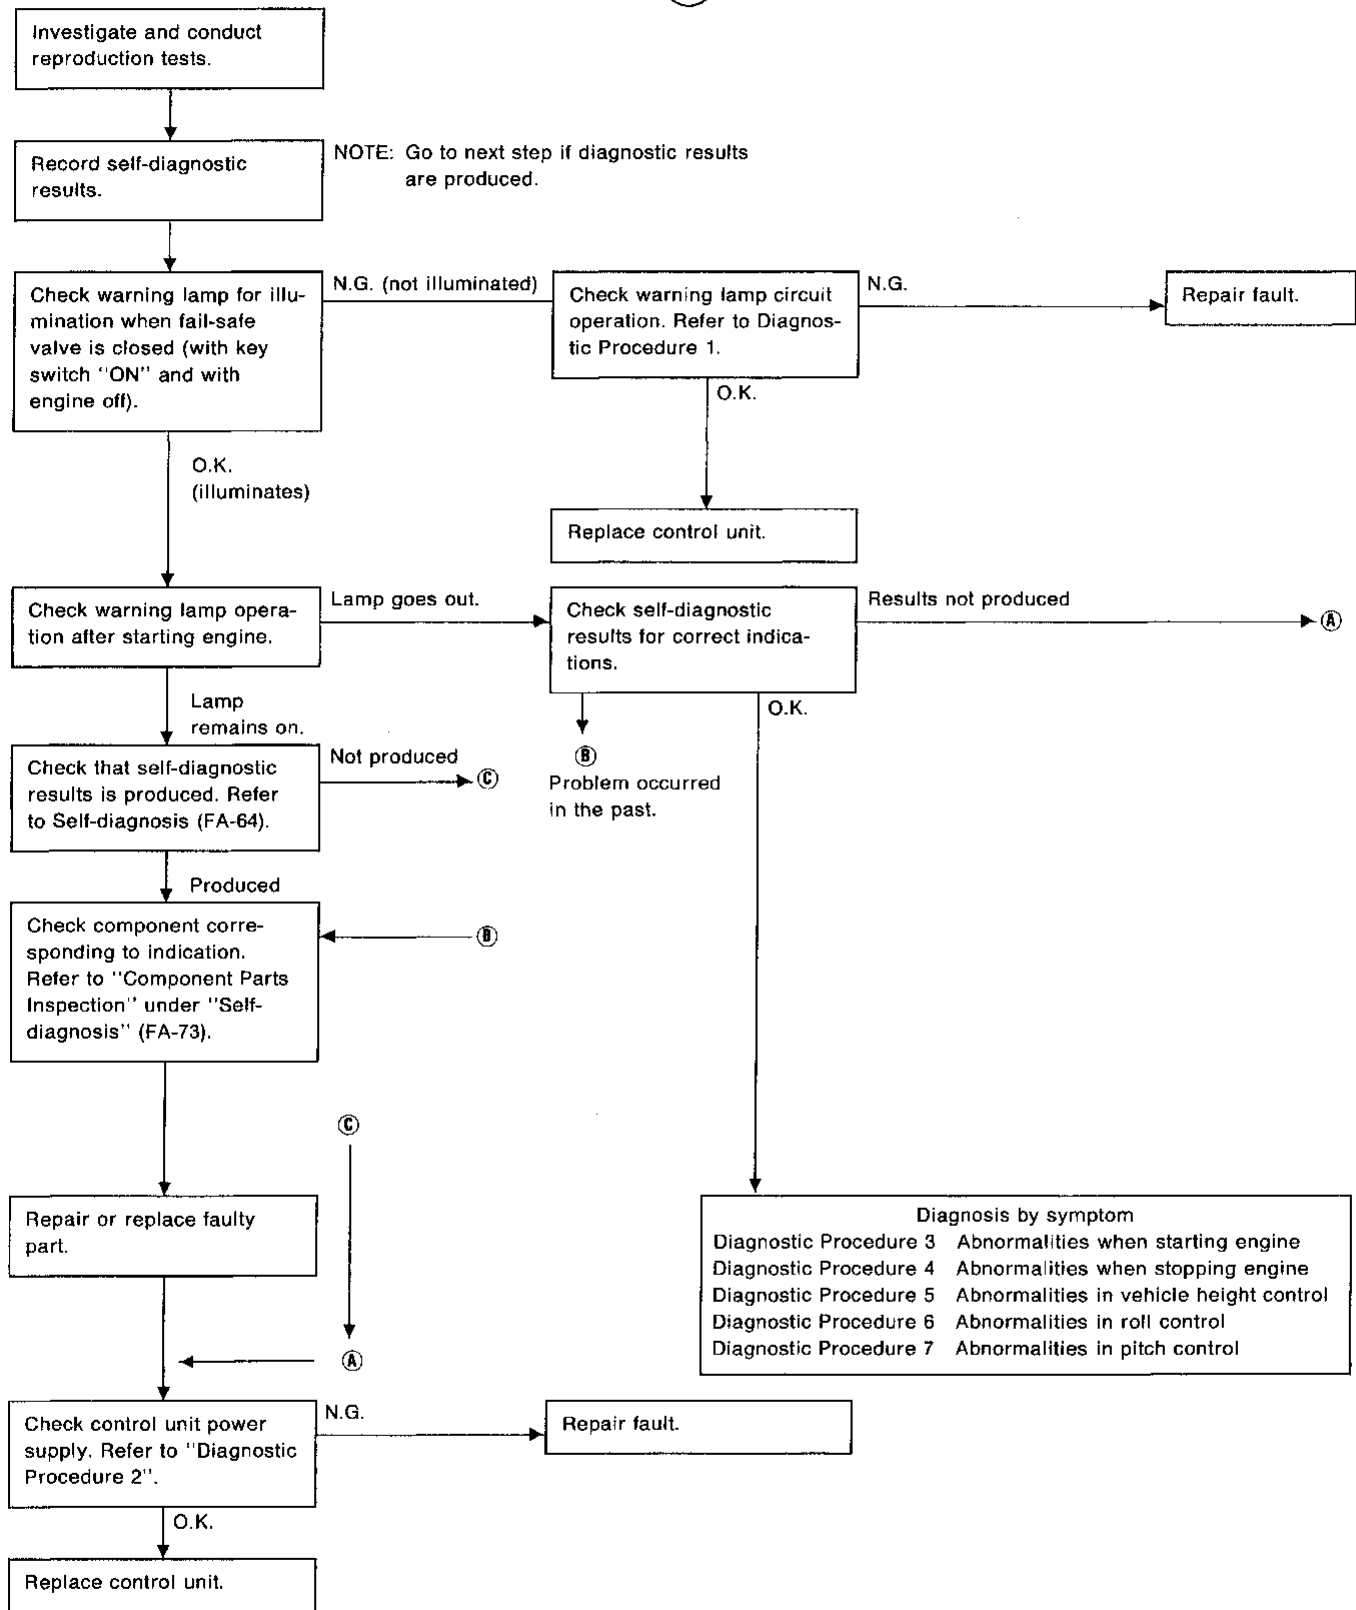 Investigate and conduct
reproduction tests.
Record self-diagnostic
results.
NOTE: Go to next step if diagnostic results
are produced.
Check warning lamp for illu-
mination when fail-safe
valve is closed (with key
switch "ON" and with
engine off).
N.G. (not illuminated)
Check warning lamp circuit
operation. Refer to Diagnos-
tic Procedure 1.
N.G.
Repair fault.
O.K.
O.K.
(illuminates)
Replace control unit.
Check warning lamp opera-
tion after starting engine.
Lamp goes out.
Check self-diagnostic
results for correct indica-
tions.
Results not produced
A
Lamp
remains on.
O.K.
B
Problem occurred
in the past.
Check that self-diagnostic
results is produced. Refer
to Self-diagnosis (FA-64).
Not produced
C
Produced
Check component corre-
sponding to indication.
Refer to "Component Parts
Inspection" under "Self-
diagnosis" (FA-73).
B
C
Repair or replace faulty
part.
Diagnosis by symptom
Diagnostic Procedure 3 Abnormalities when starting engine
Diagnostic Procedure 4 Abnormalities when stopping engine
Diagnostic Procedure 5 Abnormalities in vehicle height control
Diagnostic Procedure 6 Abnormalities in roll control
Diagnostic Procedure 7 Abnormalities in pitch control
A
Check control unit power
supply. Refer to "Diagnostic
Procedure 2".
N.G.
Repair fault.
O.K.
Replace control unit.